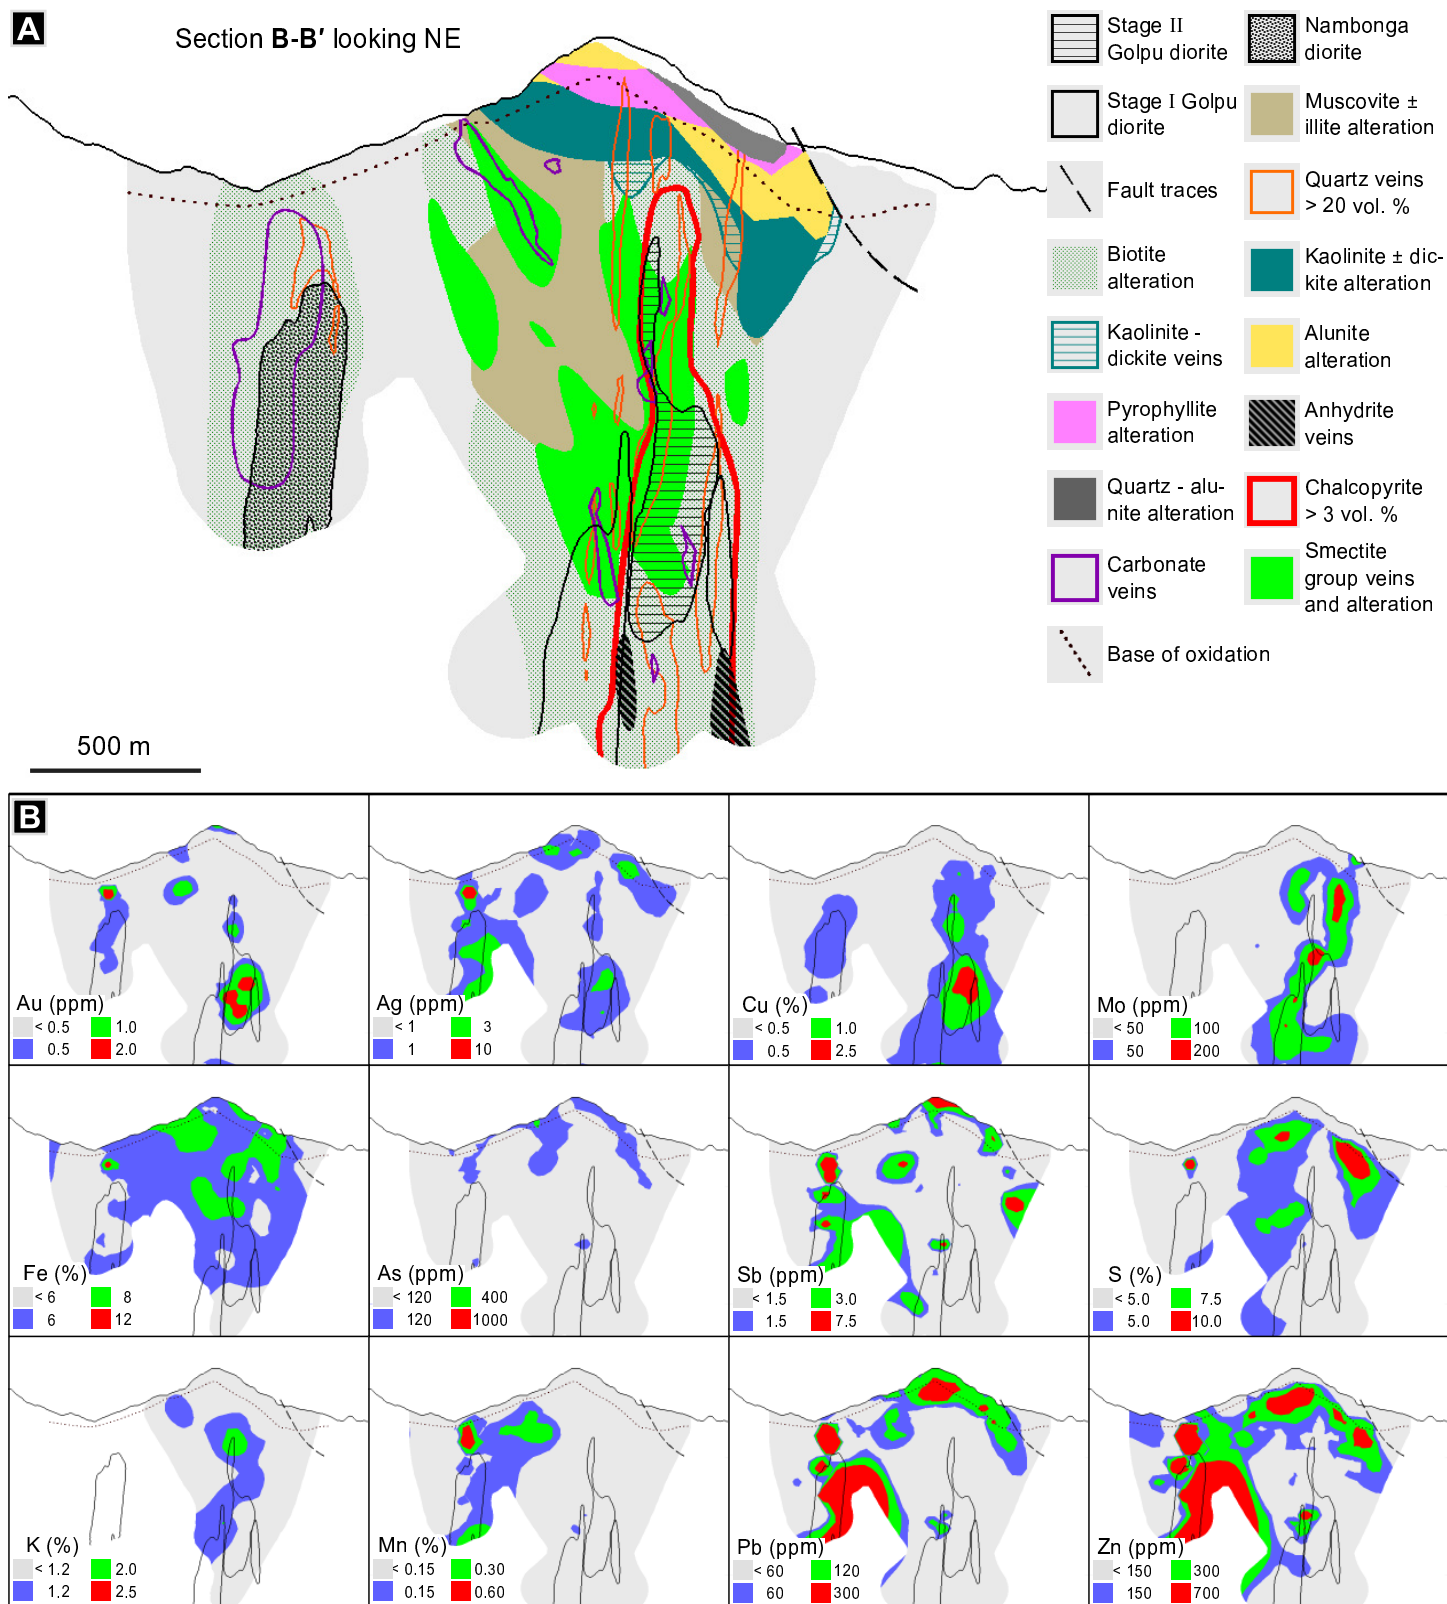 A
Section B-B′ looking NE
Stage II
Golpu diorite
Nambonga
diorite
Stage I Golpu
diorite
Muscovite ±
illite alteration
Fault traces
Quartz veins
> 20 vol. %
Biotite
alteration
Kaolinite ± dic-
kite alteration
Kaolinite -
dickite veins
Alunite
alteration
Pyrophyllite
alteration
Anhydrite
veins
Quartz - alu-
nite alteration
Chalcopyrite
> 3 vol. %
Carbonate
veins
Smectite
group veins
and alteration
Base of oxidation
500 m
B
Au (ppm)
< 0.5 1.0
0.5 2.0
Ag (ppm)
< 1 3
1 10
Cu (%)
< 0.5 1.0
0.5 2.5
Mo (ppm)
< 50 100
50 200
Fe (%)
< 6 8
6 12
As (ppm)
< 120 400
120 1000
Sb (ppm)
< 1.5 3.0
1.5 7.5
S (%)
< 5.0 7.5
5.0 10.0
K (%)
< 1.2 2.0
1.2 2.5
Mn (%)
< 0.15 0.30
0.15 0.60
Pb (ppm)
< 60 120
60 300
Zn (ppm)
< 150 300
150 700